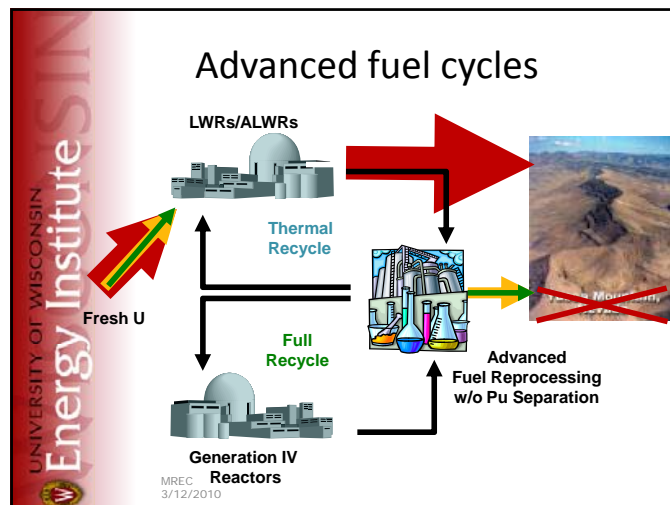 Advanced fuel cycles
UNIVERSITY OF WISCONSIN
Energy Institute
LWRs/ALWRs
Thermal
Recycle
Fresh U
Full
Recycle
Advanced
Fuel Reprocessing
w/o Pu Separation
Generation IV
Reactors
MREC
3/12/2010
W